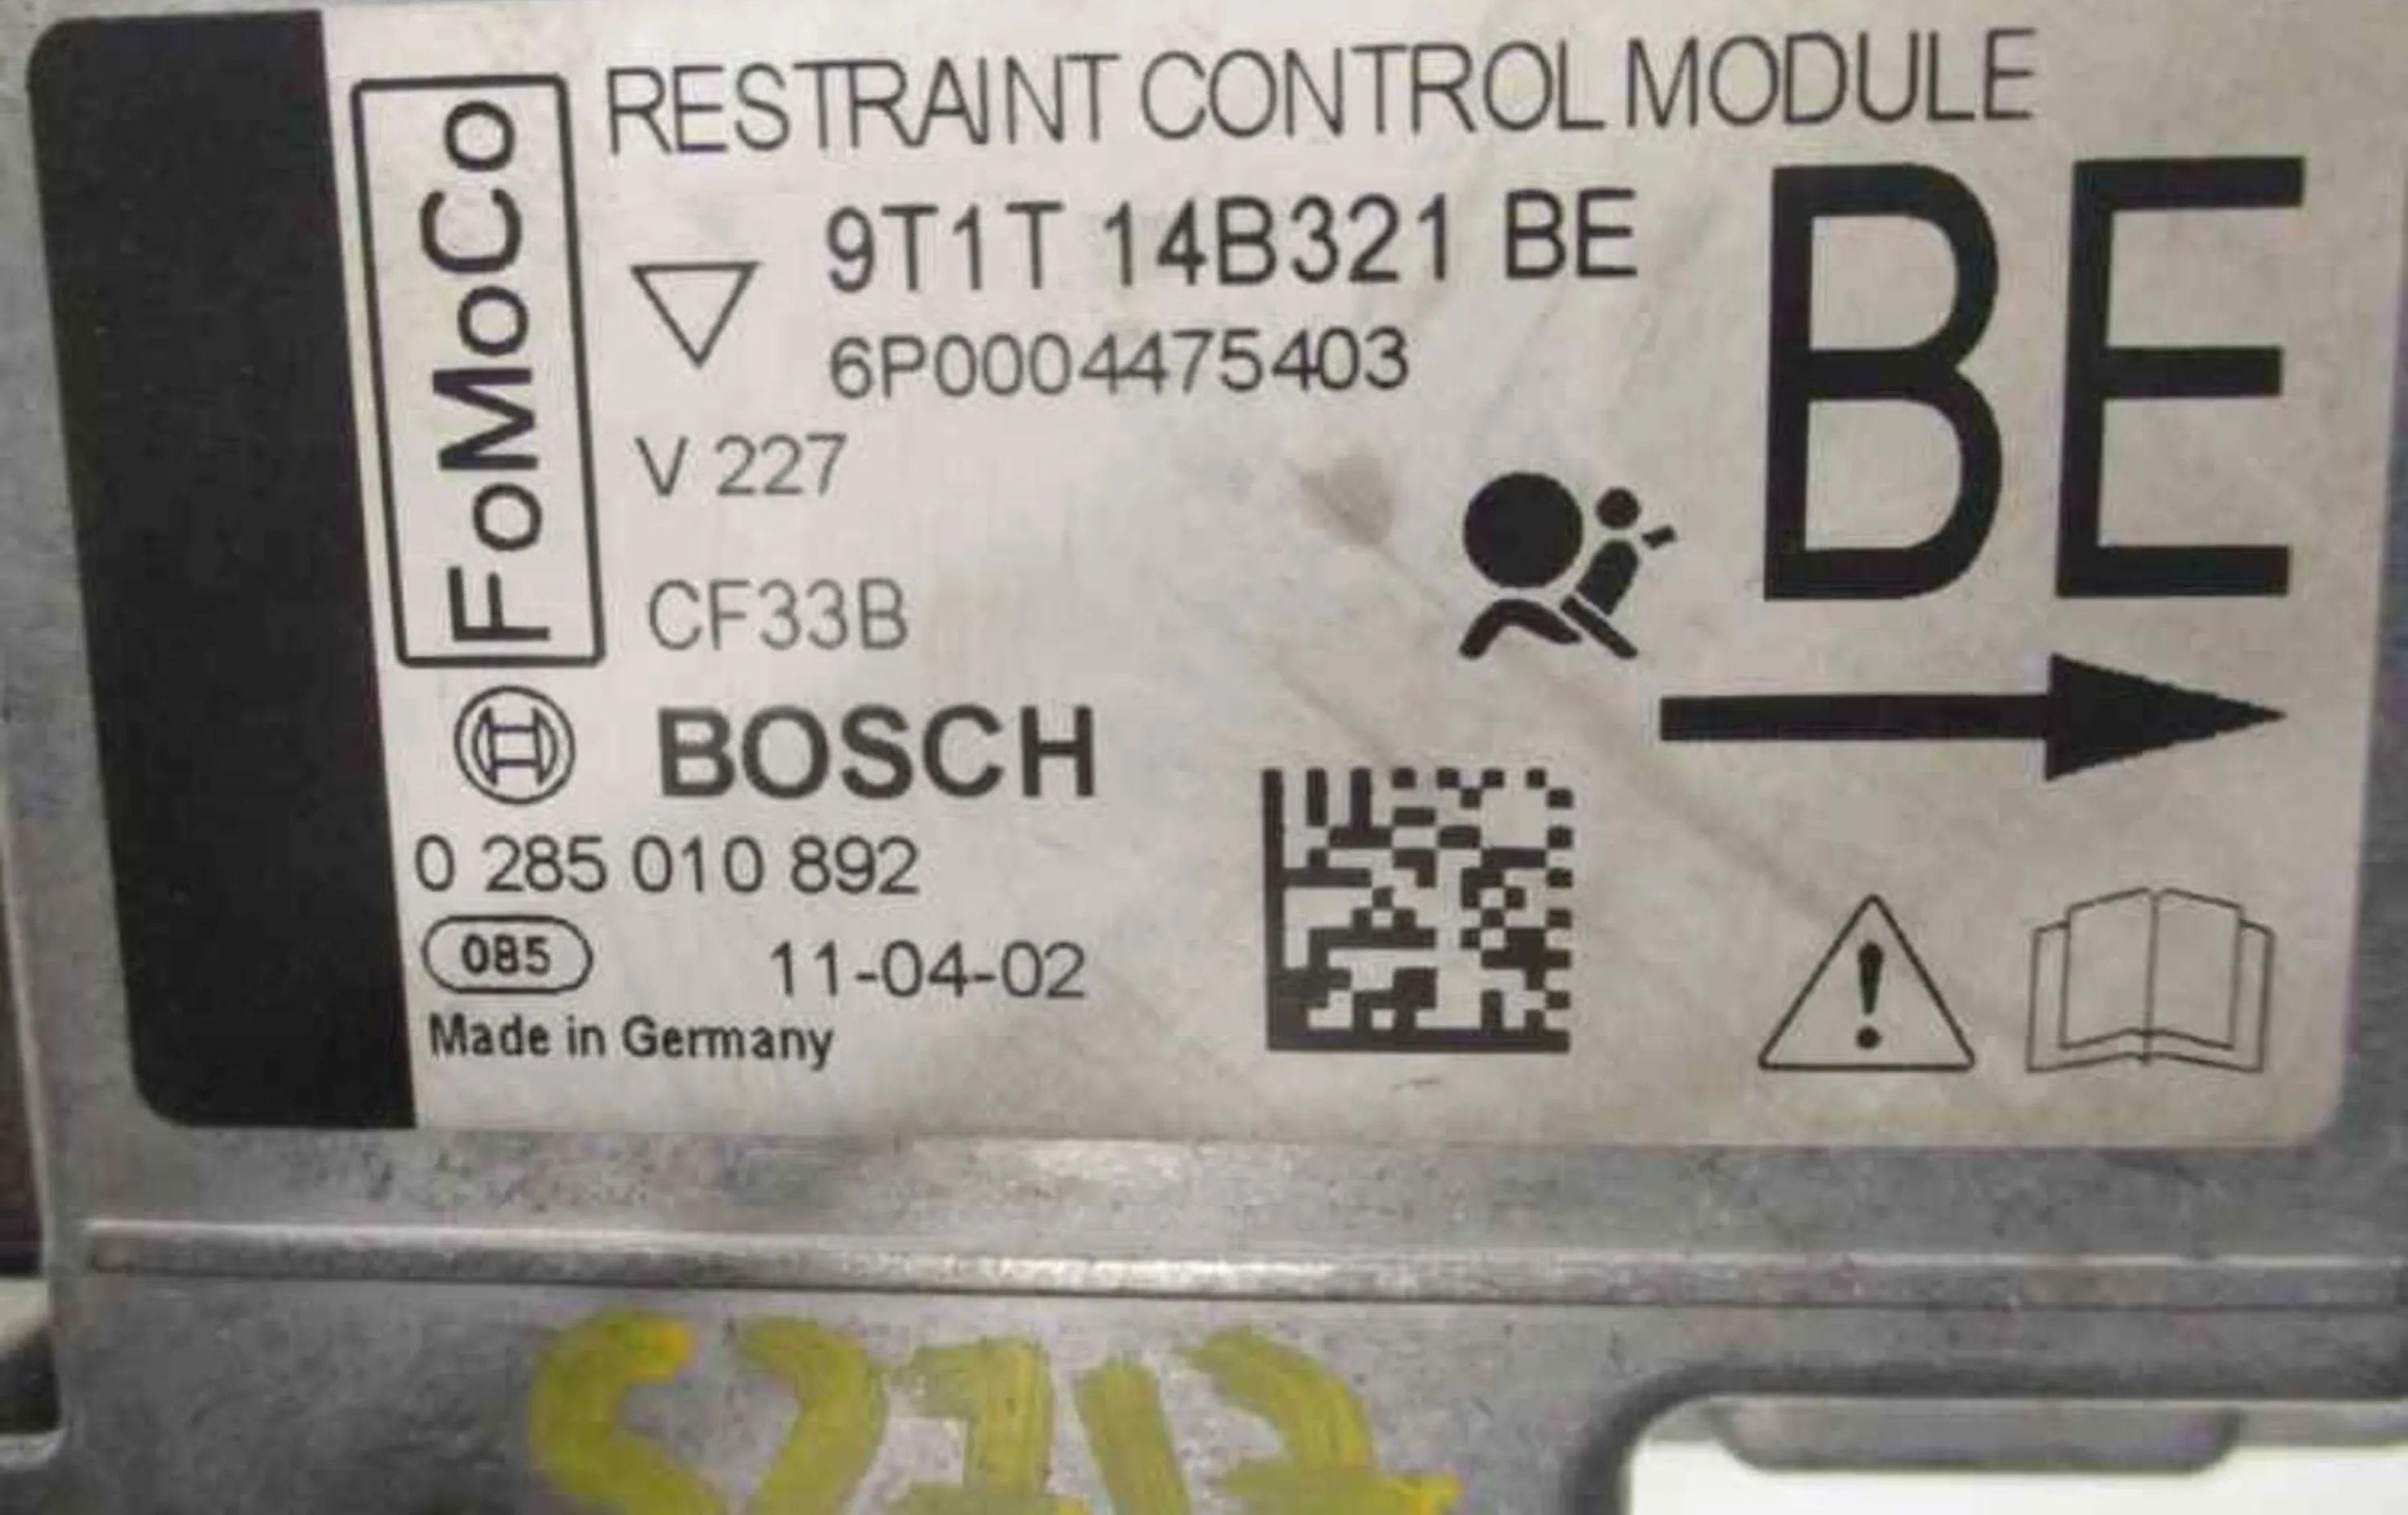 RESTRAINT CONTROL MODULE
FoMoCo
9T1T 14B321 BE
BE
6P0004475403
V 227
CF33B
BOSCH
0 285 010 892
085
11-04-02
Made in Germany